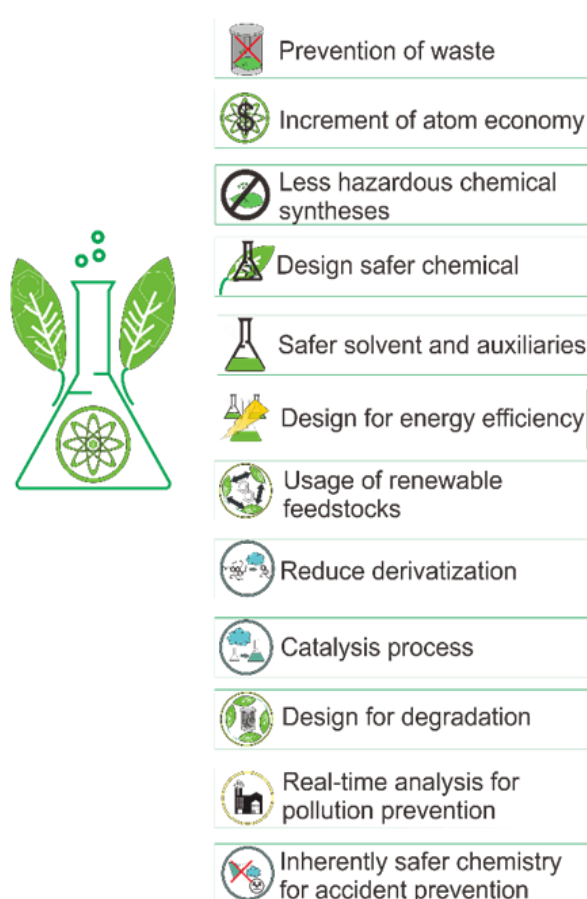 Prevention of waste
$
Increment of atom economy
Less hazardous chemical
syntheses
Design safer chemical
Safer solvent and auxiliaries
Design for energy efficiency
Usage of renewable
feedstocks
Reduce derivatization
Catalysis process
Design for degradation
Real-time analysis for
pollution prevention
Inherently safer chemistry
for accident prevention